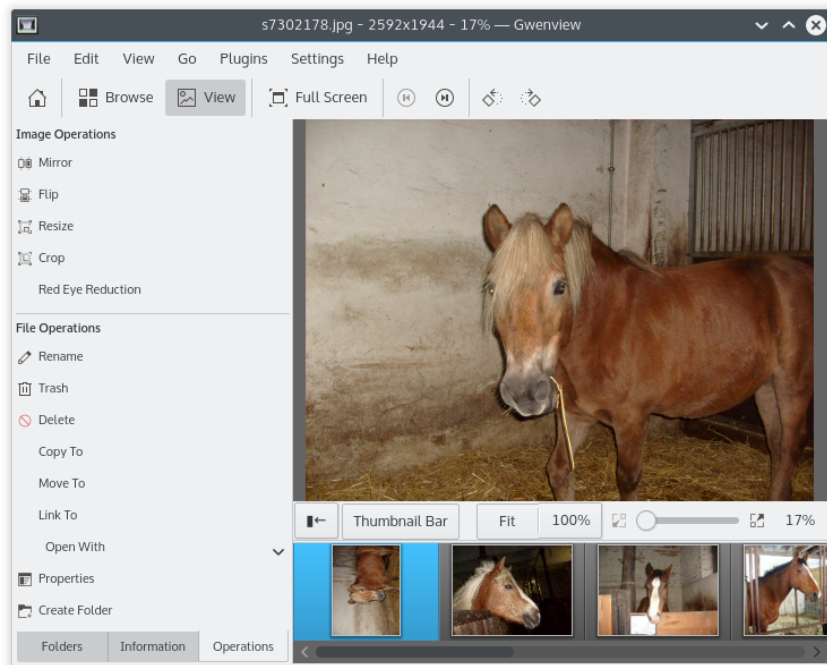 s7302178.jpg - 2592x1944 - 17% — Gwenview
File Edit View Go Plugins Settings Help
Browse View Full Screen
Image Operations
Mirror
Flip
Resize
Crop
Red Eye Reduction
File Operations
Rename
Trash
Delete
Copy To
Move To
Link To
Open With
Properties
Create Folder
Thumbnail Bar Fit 100% 17%
Folders Information Operations